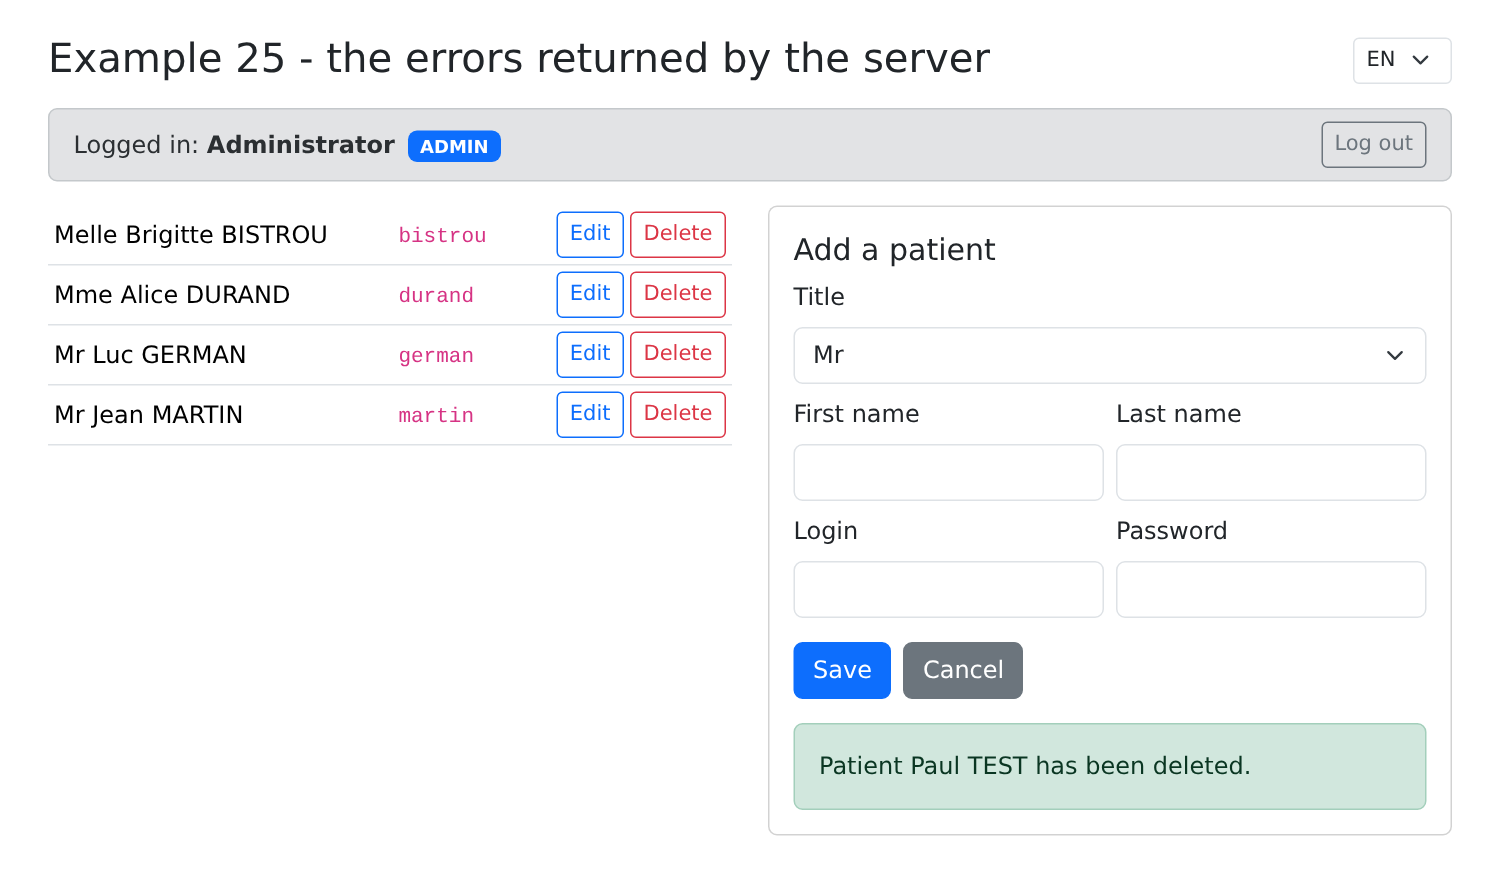 Example 25 - the errors returned by the server
EN
Logged in: Administrator ADMIN
Log out
Melle Brigitte BISTROU bistrou Edit Delete
Mme Alice DURAND durand Edit Delete
Mr Luc GERMAN german Edit Delete
Mr Jean MARTIN martin Edit Delete
Add a patient
Title
Mr
First name Last name
Login Password
Save Cancel
Patient Paul TEST has been deleted.